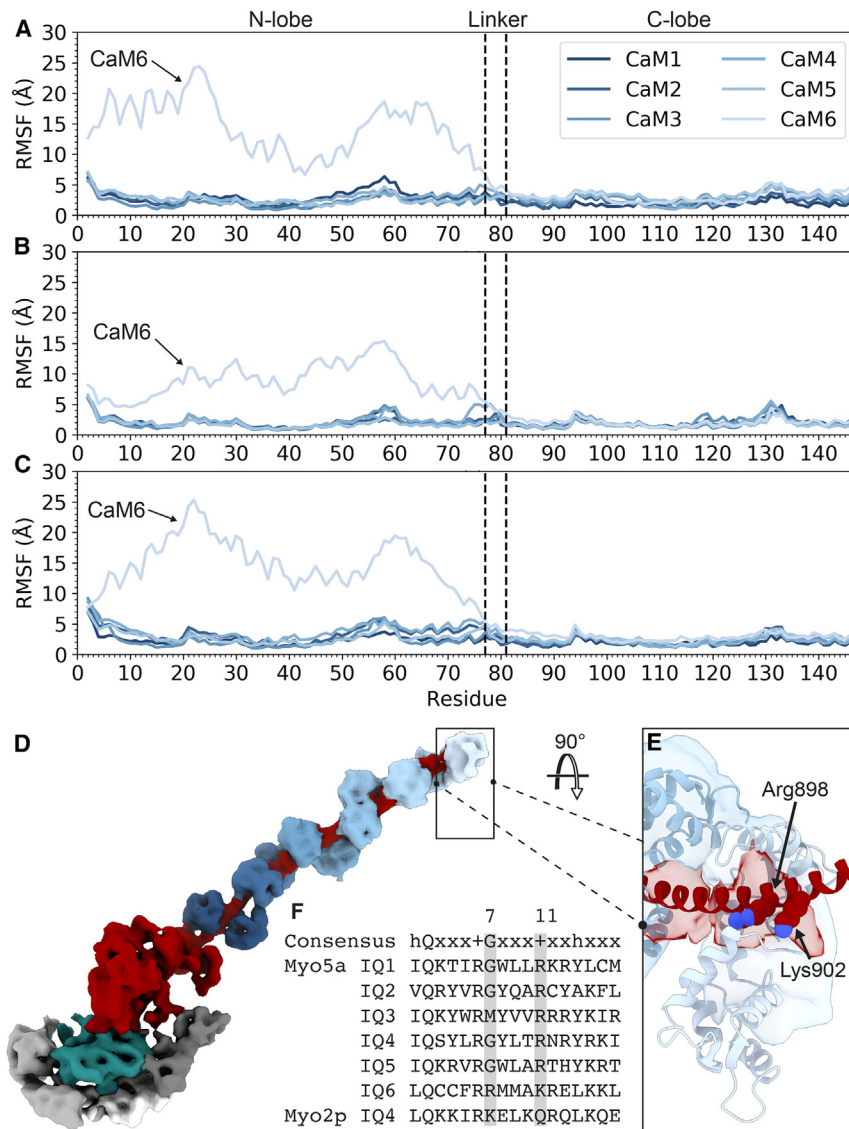 A N-lobe Linker C-lobe
30
25
20
15
10
5
0
RMSF (Å)
CaM6
CaM1 CaM4
CaM2 CaM5
CaM3 CaM6
0 10 20 30 40 50 60 70 80 90 100 110 120 130 140
B
30
25
20
15
10
5
0
RMSF (Å)
CaM6
0 10 20 30 40 50 60 70 80 90 100 110 120 130 140
C
30
25
20
15
10
5
0
RMSF (Å)
CaM6
0 10 20 30 40 50 60 70 80 90 100 110 120 130 140
Residue
D
90°
E
Arg898
Lys902
F
7 11
Consensus hQxxx+Gxxx+xxhxxx
Myo5a IQ1 IQKTIRGWLLRKRYLCM
IQ2 VQRYVRGYQARCYAKFL
IQ3 IQKYWRMYVVRRRYKIR
IQ4 IQSYLRGYLTRNRYRKI
IQ5 IQKRVRGWLARTHYKRT
IQ6 LQCCFRRMMAKRELKKL
Myo2p IQ4 LQKKIRKELKQRQLKQE